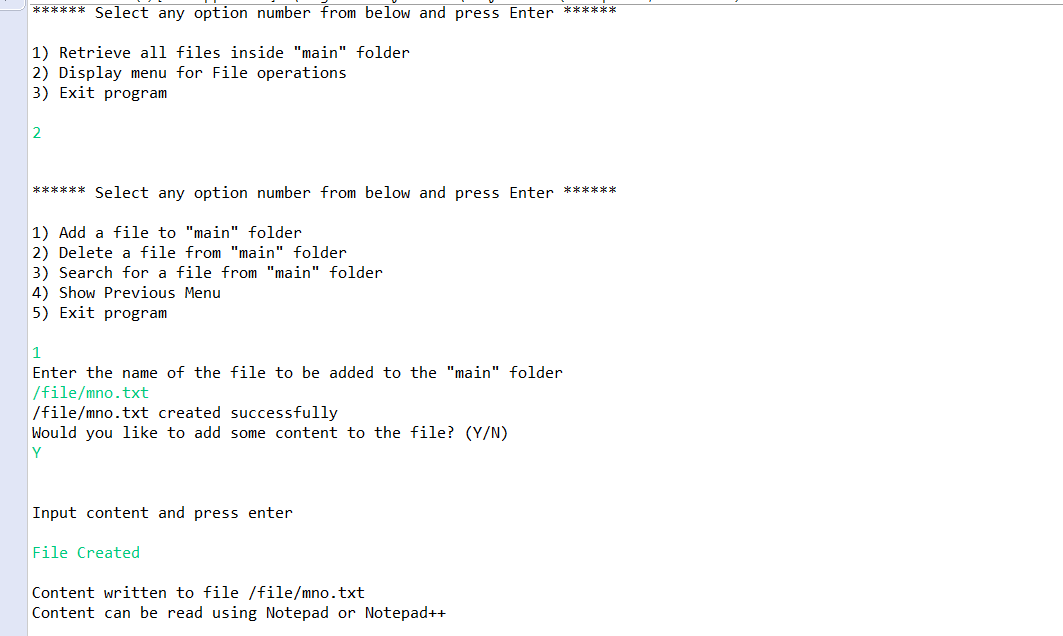 ****** Select any option number from below and press Enter ******
1) Retrieve all files inside "main" folder
2) Display menu for File operations
3) Exit program
2
****** Select any option number from below and press Enter ******
1) Add a file to "main" folder
2) Delete a file from "main" folder
3) Search for a file from "main" folder
4) Show Previous Menu
5) Exit program
1
Enter the name of the file to be added to the "main" folder
/file/mno.txt
/file/mno.txt created successfully
Would you like to add some content to the file? (Y/N)
Y
Input content and press enter
File Created
Content written to file /file/mno.txt
Content can be read using Notepad or Notepad++